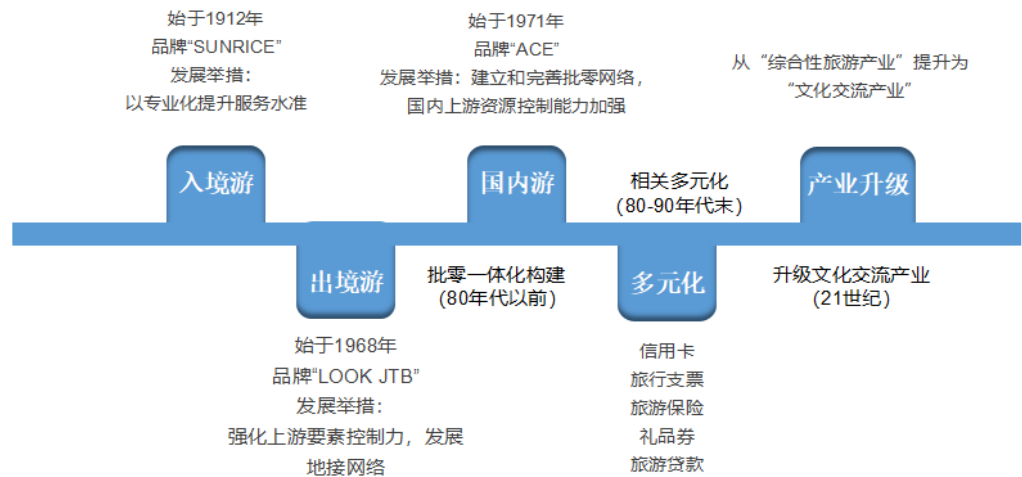 始于1912年
品牌“SUNRICE”
发展举措：
以专业化提升服务水准
始于1971年
品牌“ACE”
发展举措：建立和完善批零网络，
国内上游资源控制能力加强
从“综合性旅游产业”提升为
“文化交流产业”
入境游
国内游
相关多元化
(80-90年代末)
产业升级
出境游
批零一体化构建
(80年代以前)
多元化
升级文化交流产业
(21世纪)
始于1968年
品牌“LOOK JTB”
发展举措：
强化上游要素控制力，发展
地接网络
信用卡
旅行支票
旅游保险
礼品券
旅游贷款